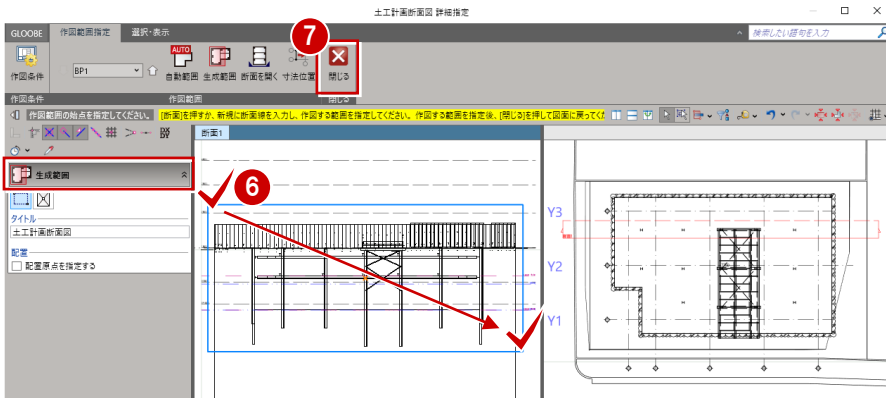 土工計画断面図 詳細指定
GLOOBE 作図範囲指定 選択・表示
検索したい語句を入力
7
作図条件
BP1
AUTO
自動範囲 生成範囲 断面を開く 寸法位置 閉じる
作図条件 作図範囲 閉じる
作図範囲の始点を指定してください。 [断面]を押すか、新規に断面線を入力し、作図する範囲を指定してください。作図する範囲を指定後、[閉じる]を押して図面に戻ってくだ
断面1
生成範囲
6
タイトル
土工計画断面図
配置
配置原点を指定する
Y3
Y2
Y1